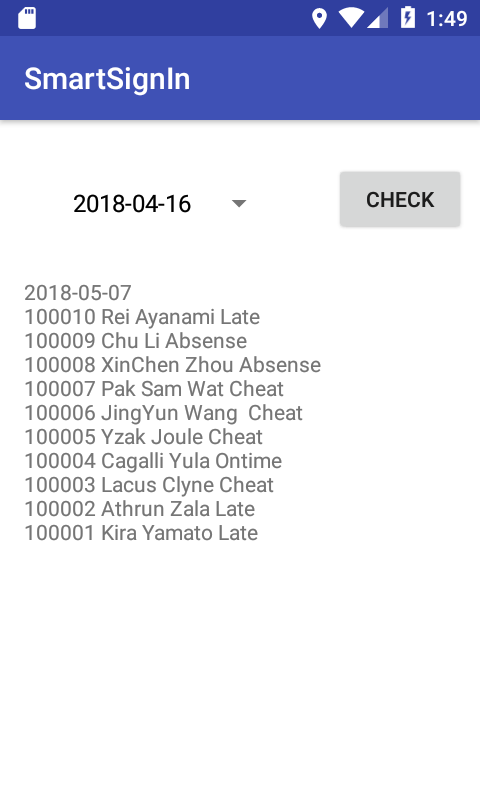 1:49
SmartSignIn
2018-04-16
CHECK
2018-05-07
100010 Rei Ayanami Late
100009 Chu Li Absense
100008 XinChen Zhou Absense
100007 Pak Sam Wat Cheat
100006 JingYun Wang  Cheat
100005 Yzak Joule Cheat
100004 Cagalli Yula Ontime
100003 Lacus Clyne Cheat
100002 Athrun Zala Late
100001 Kira Yamato Late